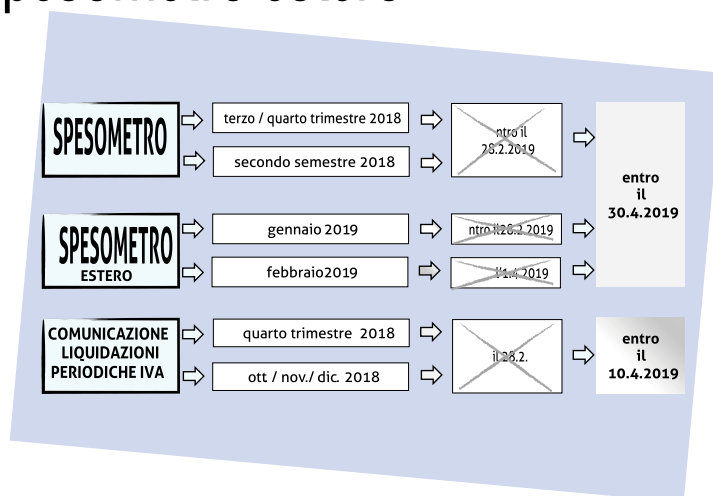 SPESOMETRO
terzo / quarto trimestre 2018
secondo semestre 2018
ntro il
28.2.2019
entro
il
30.4.2019
SPESOMETRO
ESTERO
gennaio 2019
ntro il28.2.2019
febbraio2019
il'1.4.2019
COMUNICAZIONE
LIQUIDAZIONI
PERIODICHE IVA
quarto trimestre 2018
ott / nov./ dic. 2018
il 28.2.
entro
il
10.4.2019